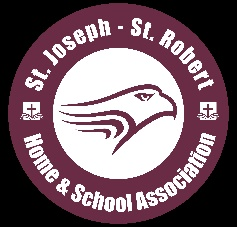 St. Joseph - St. Robert
Home & School Association